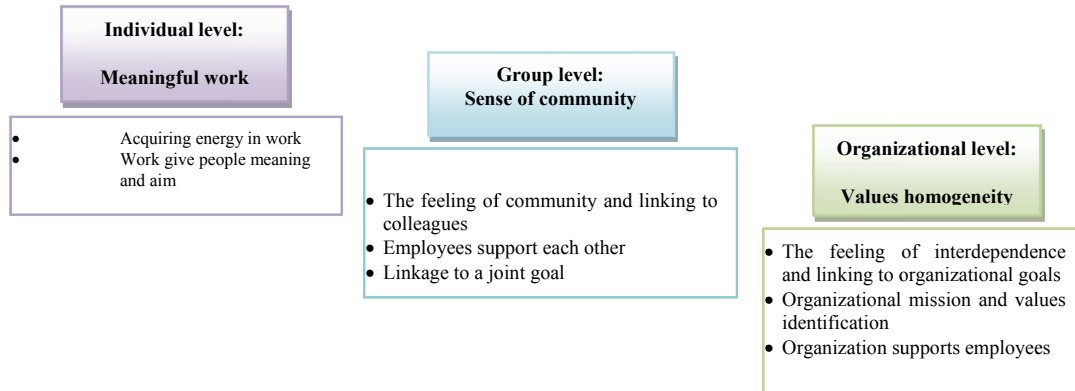 Individual level:
Meaningful work
• Acquiring energy in work
• Work give people meaning
and aim
Group level:
Sense of community
• The feeling of community and linking to
colleagues
• Employees support each other
• Linkage to a joint goal
Organizational level:
Values homogeneity
• The feeling of interdependence
and linking to organizational goals
• Organizational mission and values
identification
• Organization supports employees